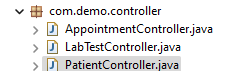 com.demo.controller
AppointmentController.java
LabTestController.java
PatientController.java